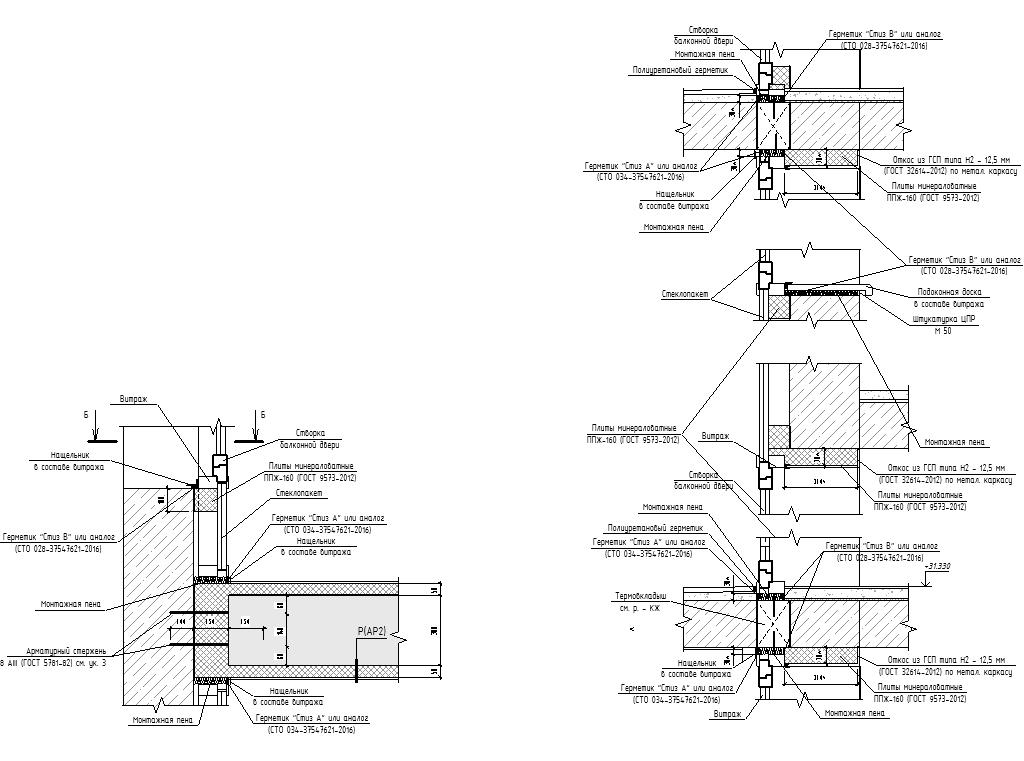 Створка
балконной двери
Монтажная пена
Полиуретановый герметик
Герметик "Стиз В" или аналог
(СТО 028-37547621-2016)
Герметик "Стиз А" или аналог
(СТО 034-37547621-2016)
Нащельник
в составе витража
Монтажная пена
Откос из ГСП типа Н2 - 12,5 мм
(ГОСТ 32614-2012) по метал. каркасу
Плиты минераловатные
ППЖ-160 (ГОСТ 9573-2012)
Герметик "Стиз В" или аналог
(СТО 028-37547621-2016)
Стеклопакет
Подоконная доска
в составе витража
Штукатурка ЦПР
М 50
Плиты минераловатные
ППЖ-160 (ГОСТ 9573-2012)
Витраж
Монтажная пена
Откос из ГСП типа Н2 - 12,5 мм
(ГОСТ 32614-2012) по метал. каркасу
Створка
балконной двери
Плиты минераловатные
ППЖ-160 (ГОСТ 9573-2012)
Монтажная пена
Полиуретановый герметик
Герметик "Стиз А" или аналог
(СТО 034-37547621-2016)
Герметик "Стиз В" или аналог
(СТО 028-37547621-2016)
+31.330
Термовкладыш
см. р. - КЖ
Нащельник
в составе витража
Герметик "Стиз А" или аналог
(СТО 034-37547621-2016)
Витраж
Откос из ГСП типа Н2 - 12,5 мм
(ГОСТ 32614-2012) по метал. каркасу
Плиты минераловатные
ППЖ-160 (ГОСТ 9573-2012)
Монтажная пена
Витраж
Б
Б
Створка
балконной двери
Нащельник
в составе витража
Плиты минераловатные
ППЖ-160 (ГОСТ 9573-2012)
Стеклопакет
Герметик "Стиз В" или аналог
(СТО 028-37547621-2016)
Герметик "Стиз А" или аналог
(СТО 034-37547621-2016)
Нащельник
в составе витража
Монтажная пена
Р(АР2)
Арматурный стержень
8 АIII (ГОСТ 5781-82) см. ук. 3
Нащельник
в составе витража
Монтажная пена
Герметик "Стиз А" или аналог
(СТО 034-37547621-2016)